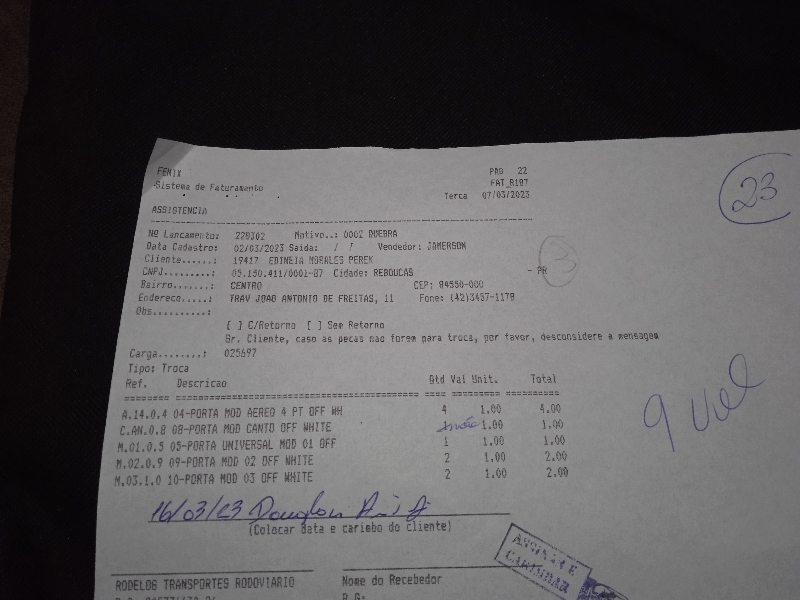 FENIX PAG 22
Sistema de Faturamento FAT_R187
Terca 07/03/2023
23
ASSISTENCIA
Nº Lancamento: 228302 Motivo..: 0002 QUEBRA
Data Cadastro: 02/03/2023 Saida: / / Vendedor: JAMERSON
Cliente......: 19417 EDINEIA MORALES PEREK
CNPJ.........: 05.150.411/0001-87 Cidade: REBOUCAS - PR
3
Bairro.......: CENTRO CEP: 84550-000
Endereco.....: TRAV JOAO ANTONIO DE FREITAS, 11 Fone: (42)3457-1178
Obs..........:
[ ] C/Retorno [ ] Sem Retorno
Sr. Cliente, caso as pecas nao forem para troca, por favor, desconsidere a mensagem
Carga........: 025697
Tipo: Troca
Ref. Descricao Qtd Val Unit. Total
A.14.0.4 04-PORTA MOD AEREO 4 PT OFF WH 4 1.00 4.00
C.AN.0.8 08-PORTA MOD CANTO OFF WHITE 1.00 1.00
M.01.0.5 05-PORTA UNIVERSAL MOD 01 OFF 1 1.00 1.00
M.02.0.9 09-PORTA MOD 02 OFF WHITE 2 1.00 2.00
M.03.1.0 10-PORTA MOD 03 OFF WHITE 2 1.00 2.00
9 vol
16/03/23 Douglas
(Colocar data e carimbo do cliente)
ASSINAR E
CARIMBAR
RODELOG TRANSPORTES RODOVIARIO Nome do Recebedor
R.G: